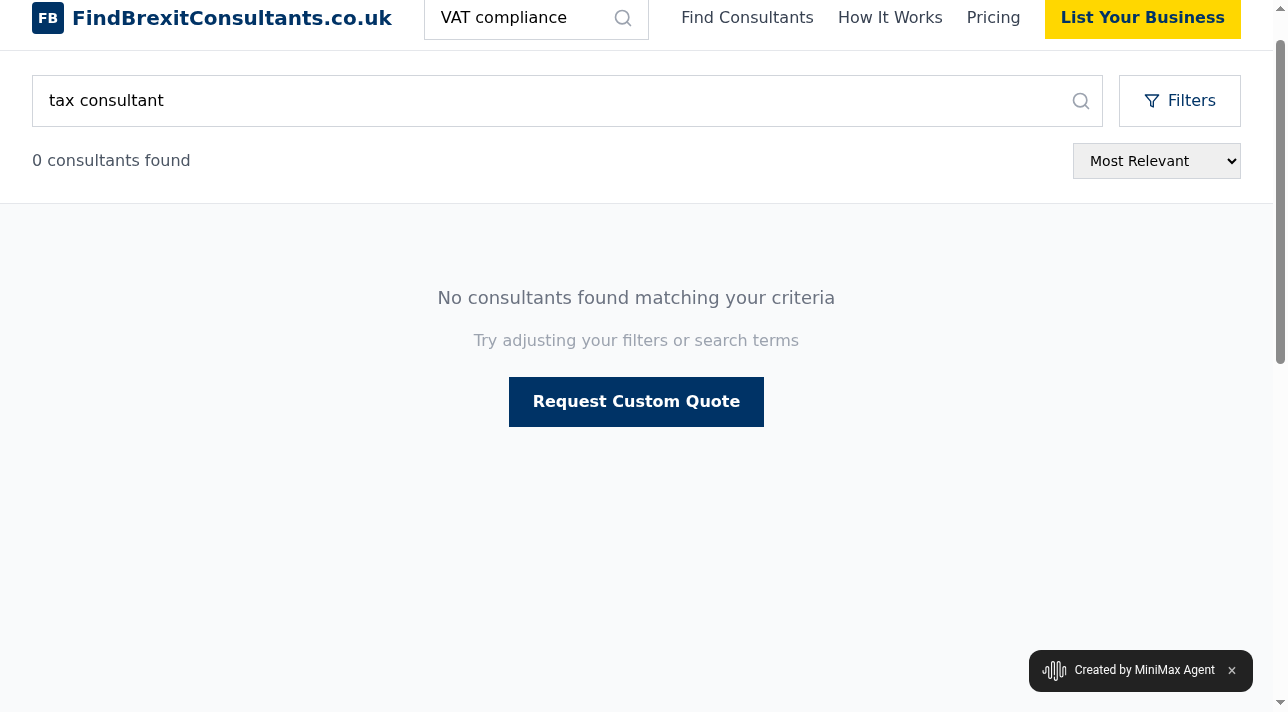 FB FindBrexitConsultants.co.uk VAT compliance Find Consultants How It Works Pricing List Your Business
tax consultant Filters
0 consultants found Most Relevant
No consultants found matching your criteria
Try adjusting your filters or search terms
Request Custom Quote
Created by MiniMax Agent ×